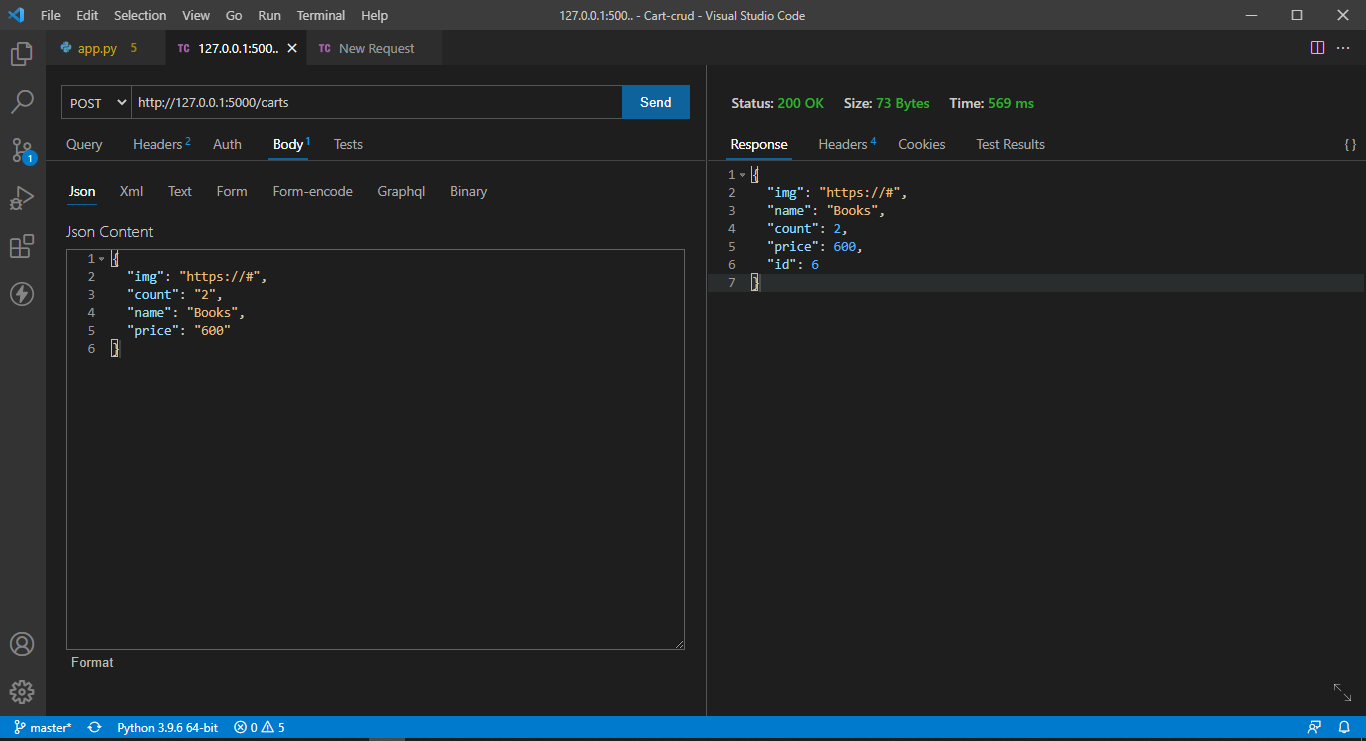 File Edit Selection View Go Run Terminal Help 127.0.0.1:500.. - Cart-crud - Visual Studio Code
app.py 5 TC 127.0.0.1:500.. TC New Request
POST http://127.0.0.1:5000/carts Send
Status: 200 OK Size: 73 Bytes Time: 569 ms
Query Headers 2 Auth Body 1 Tests
Response Headers 4 Cookies Test Results { }
Json Xml Text Form Form-encode Graphql Binary
Json Content
1 {
2 "img": "https://#",
3 "count": "2",
4 "name": "Books",
5 "price": "600"
6 }
Format
1 {
2 "img": "https://#",
3 "name": "Books",
4 "count": 2,
5 "price": 600,
6 "id": 6
7 }
1
master* Python 3.9.6 64-bit 0 5